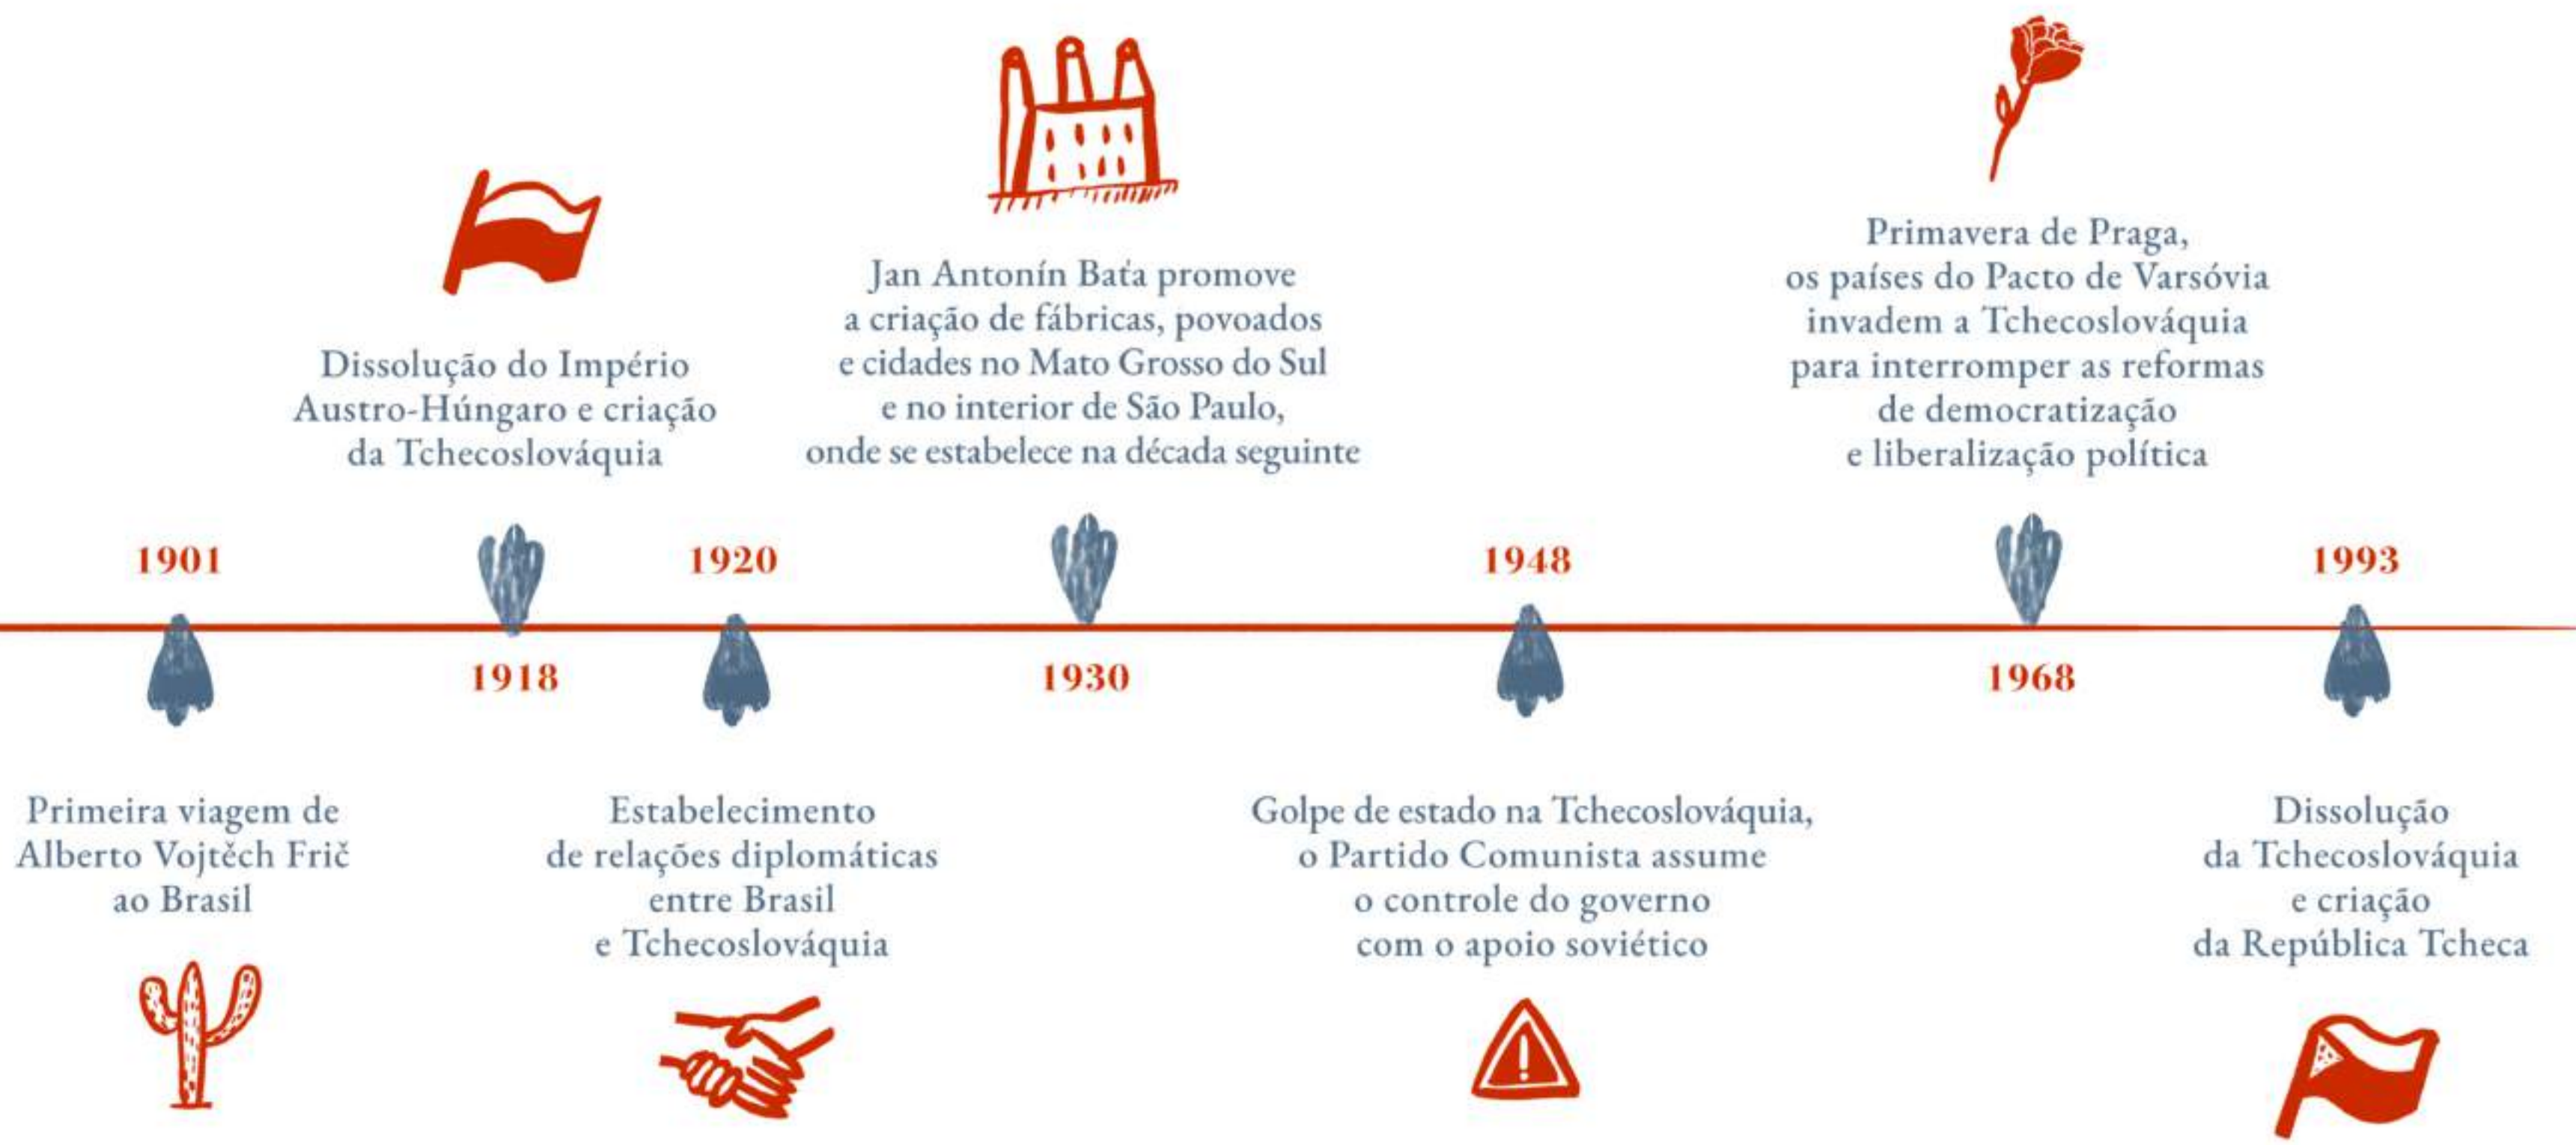 1901
Primeira viagem de
Alberto Vojtěch Frič
ao Brasil
Dissolução do Império
Austro-Húngaro e criação
da Tchecoslováquia
1918
1920
Estabelecimento
de relações diplomáticas
entre Brasil
e Tchecoslováquia
Jan Antonín Baťa promove
a criação de fábricas, povoados
e cidades no Mato Grosso do Sul
e no interior de São Paulo,
onde se estabelece na década seguinte
1930
1948
Golpe de estado na Tchecoslováquia,
o Partido Comunista assume
o controle do governo
com o apoio soviético
Primavera de Praga,
os países do Pacto de Varsóvia
invadem a Tchecoslováquia
para interromper as reformas
de democratização
e liberalização política
1968
1993
Dissolução
da Tchecoslováquia
e criação
da República Tcheca